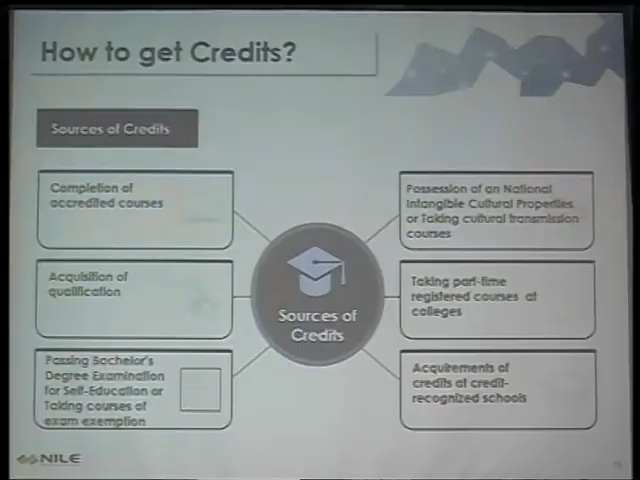 How to get Credits?
Sources of Credits
Completion of
accredited courses
Acquisition of
qualification
Passing Bachelor's
Degree Examination
for Self-Education or
Taking courses of
exam exemption
Sources of
Credits
Possession of an National
Intangible Cultural Properties
or Taking cultural transmission
courses
Taking part-time
registered courses at
colleges
Acquirements of
credits at credit-
recognized schools
NILE